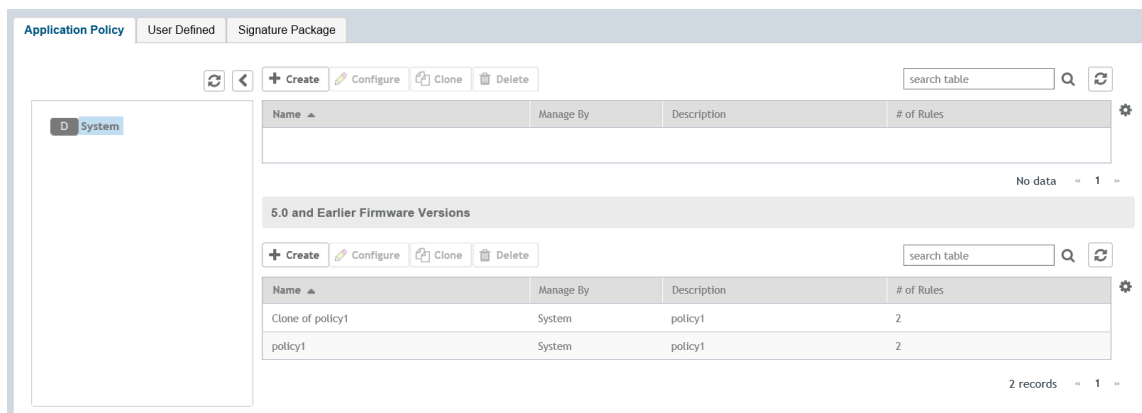 Application Policy User Defined Signature Package
+ Create Configure Clone Delete search table
D System
Name Manage By Description # of Rules
No data « 1 »
5.0 and Earlier Firmware Versions
+ Create Configure Clone Delete search table
Name Manage By Description # of Rules
Clone of policy1 System policy1 2
policy1 System policy1 2
2 records « 1 »